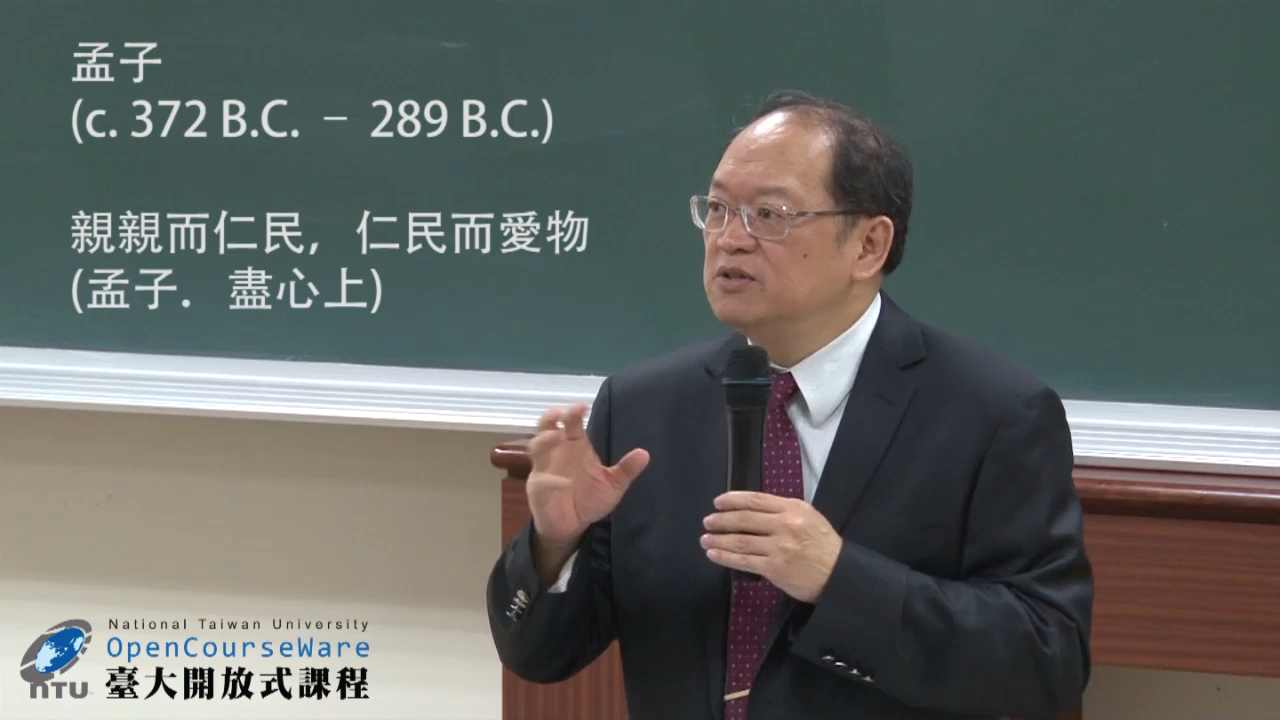 孟子
(c. 372 B.C. – 289 B.C.)
親親而仁民，仁民而愛物
(孟子．盡心上)
National Taiwan University
OpenCourseWare
NTU
臺大開放式課程